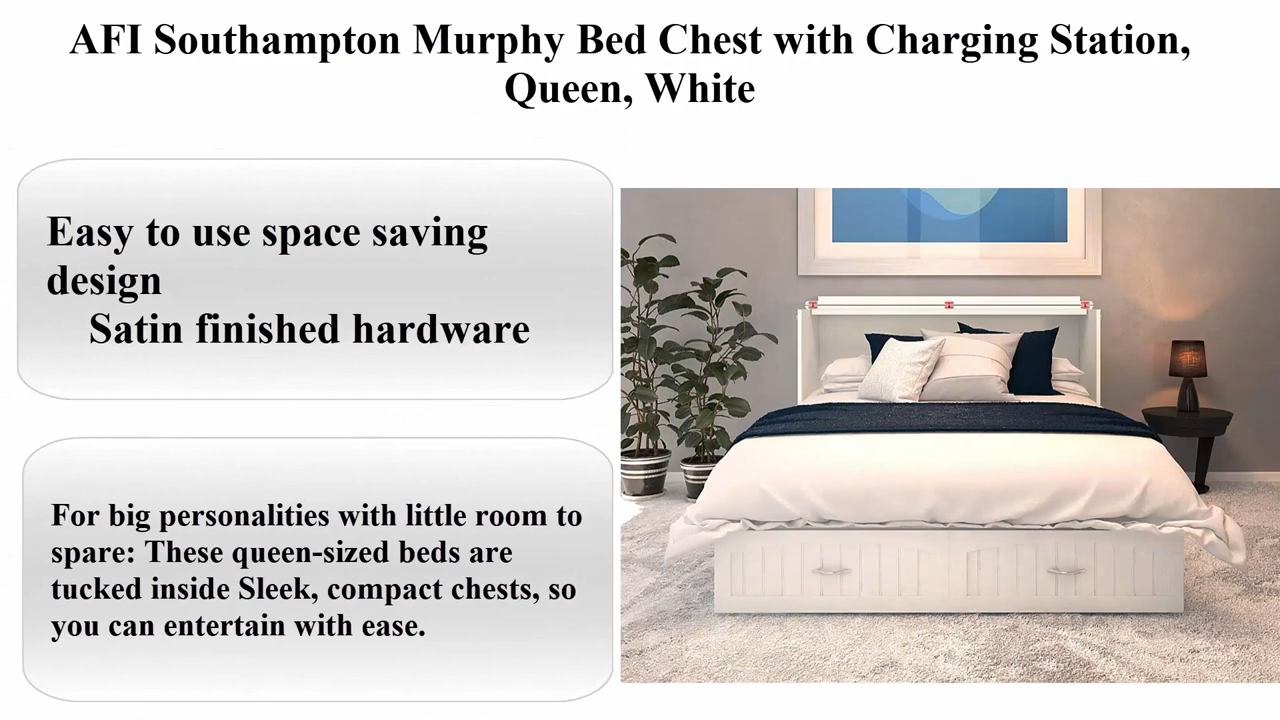 AFI Southampton Murphy Bed Chest with Charging Station,
Queen, White
Easy to use space saving
design
Satin finished hardware
For big personalities with little room to
spare: These queen-sized beds are
tucked inside Sleek, compact chests, so
you can entertain with ease.